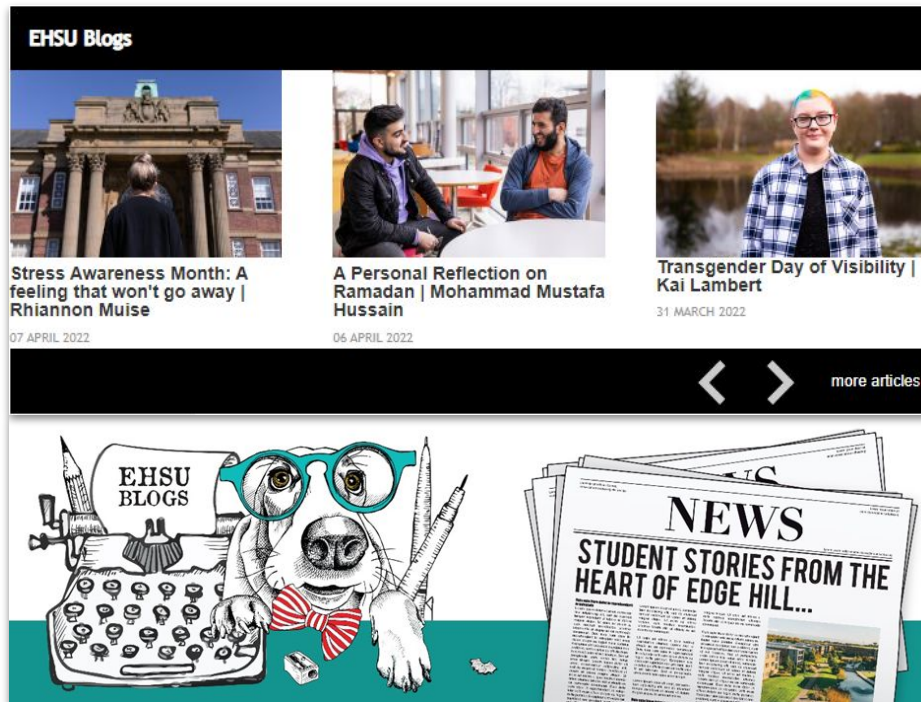 EHSU Blogs
Stress Awareness Month: A
feeling that won't go away |
Rhiannon Muise
07 APRIL 2022
A Personal Reflection on
Ramadan | Mohammad Mustafa
Hussain
06 APRIL 2022
Transgender Day of Visibility |
Kai Lambert
31 MARCH 2022
more articles
EHSU
BLOGS
NEWS
STUDENT STORIES FROM THE
HEART OF EDGE HILL...